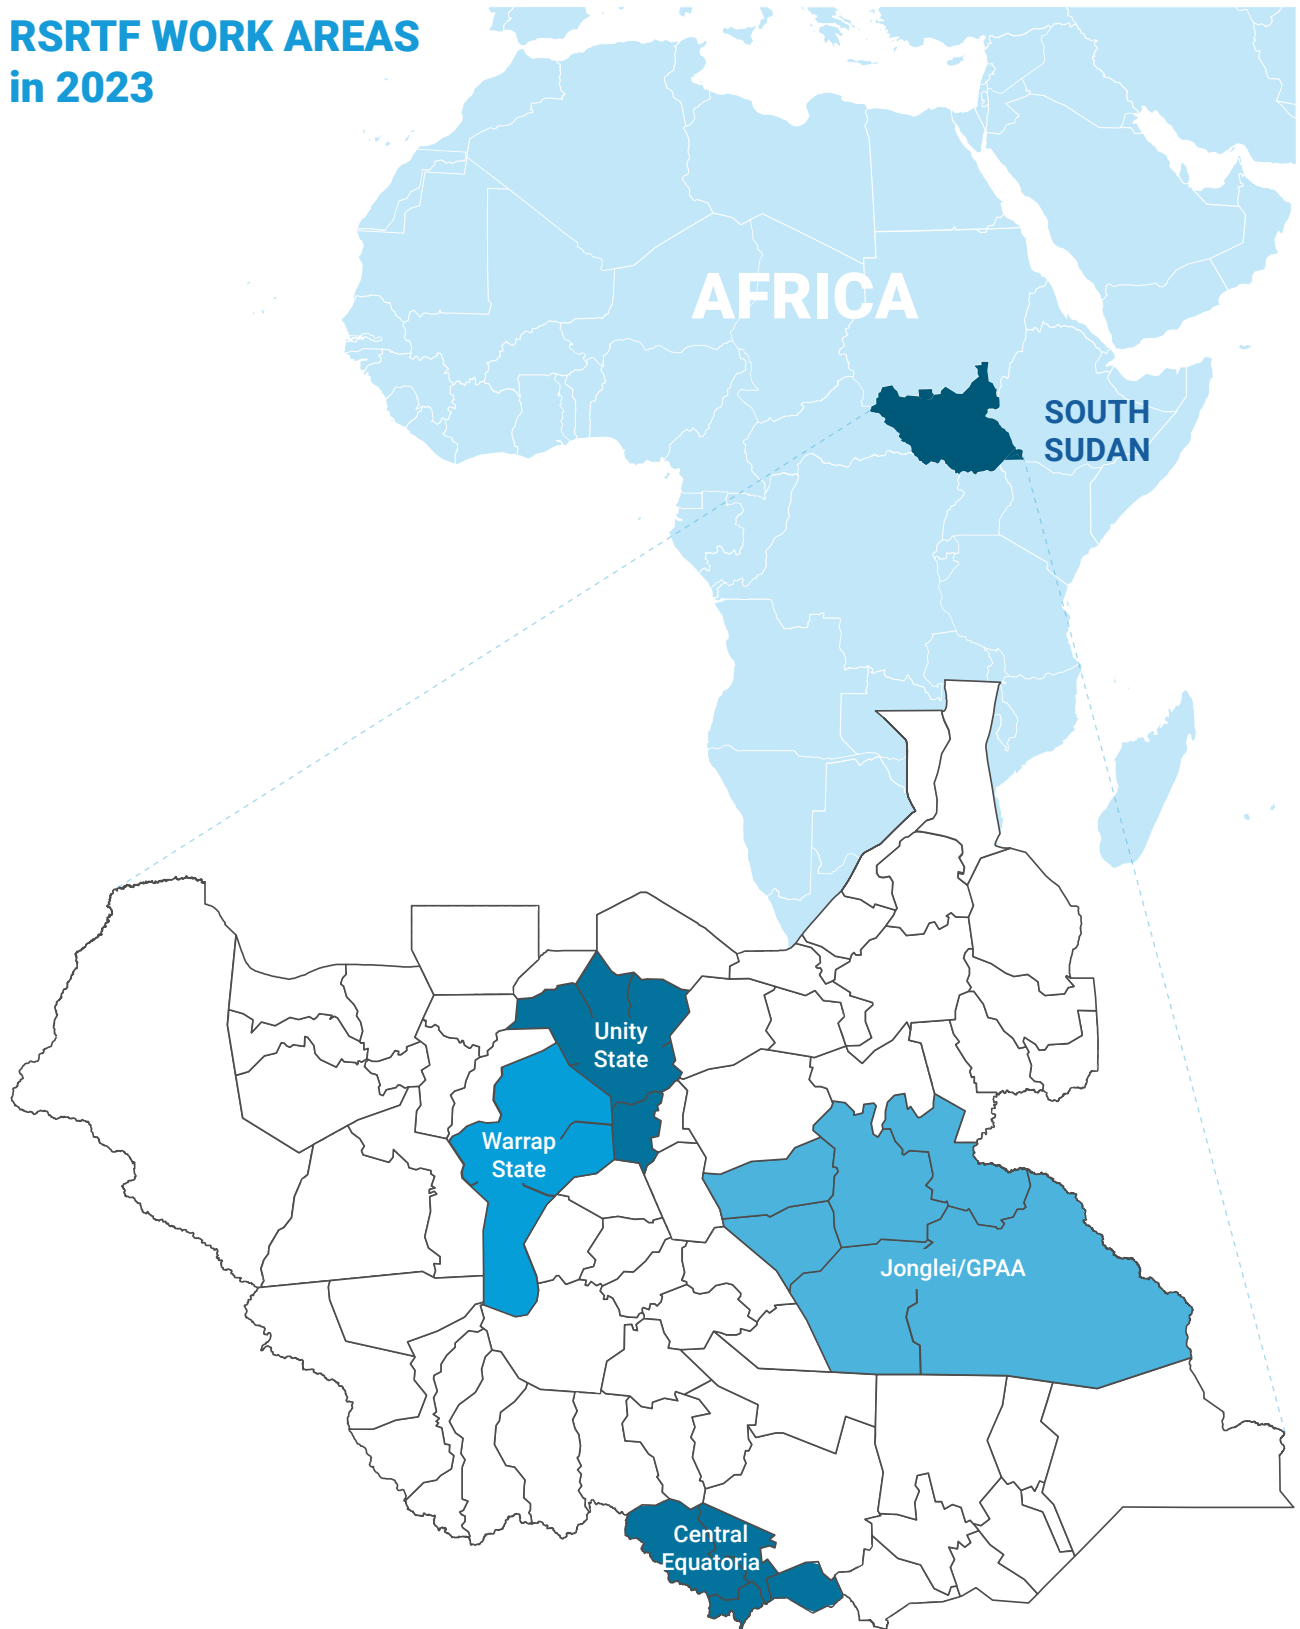 RSRTF WORK AREAS
in 2023
AFRICA
SOUTH
SUDAN
Unity
State
Warrap
State
Jonglei/GPAA
Central
Equatoria